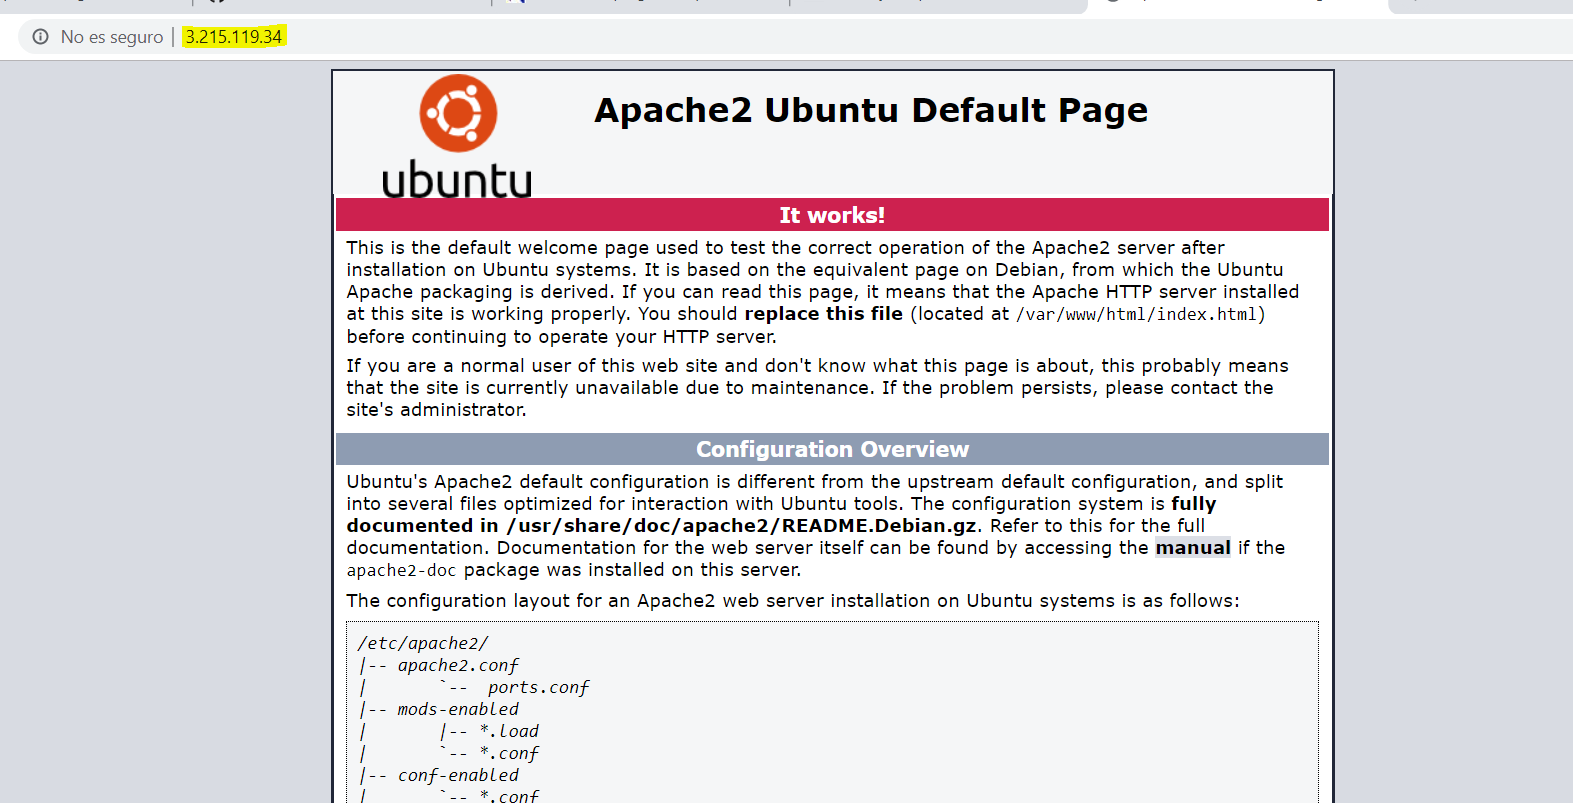 No es seguro | 3.215.119.34
ubuntu
Apache2 Ubuntu Default Page
It works!
This is the default welcome page used to test the correct operation of the Apache2 server after
installation on Ubuntu systems. It is based on the equivalent page on Debian, from which the Ubuntu
Apache packaging is derived. If you can read this page, it means that the Apache HTTP server installed
at this site is working properly. You should replace this file (located at /var/www/html/index.html)
before continuing to operate your HTTP server.
If you are a normal user of this web site and don't know what this page is about, this probably means
that the site is currently unavailable due to maintenance. If the problem persists, please contact the
site's administrator.
Configuration Overview
Ubuntu's Apache2 default configuration is different from the upstream default configuration, and split
into several files optimized for interaction with Ubuntu tools. The configuration system is fully
documented in /usr/share/doc/apache2/README.Debian.gz. Refer to this for the full
documentation. Documentation for the web server itself can be found by accessing the manual if the
apache2-doc package was installed on this server.
The configuration layout for an Apache2 web server installation on Ubuntu systems is as follows:
/etc/apache2/
|-- apache2.conf
|       `--  ports.conf
|-- mods-enabled
|       |-- *.load
|       `-- *.conf
|-- conf-enabled
|       `-- *.conf